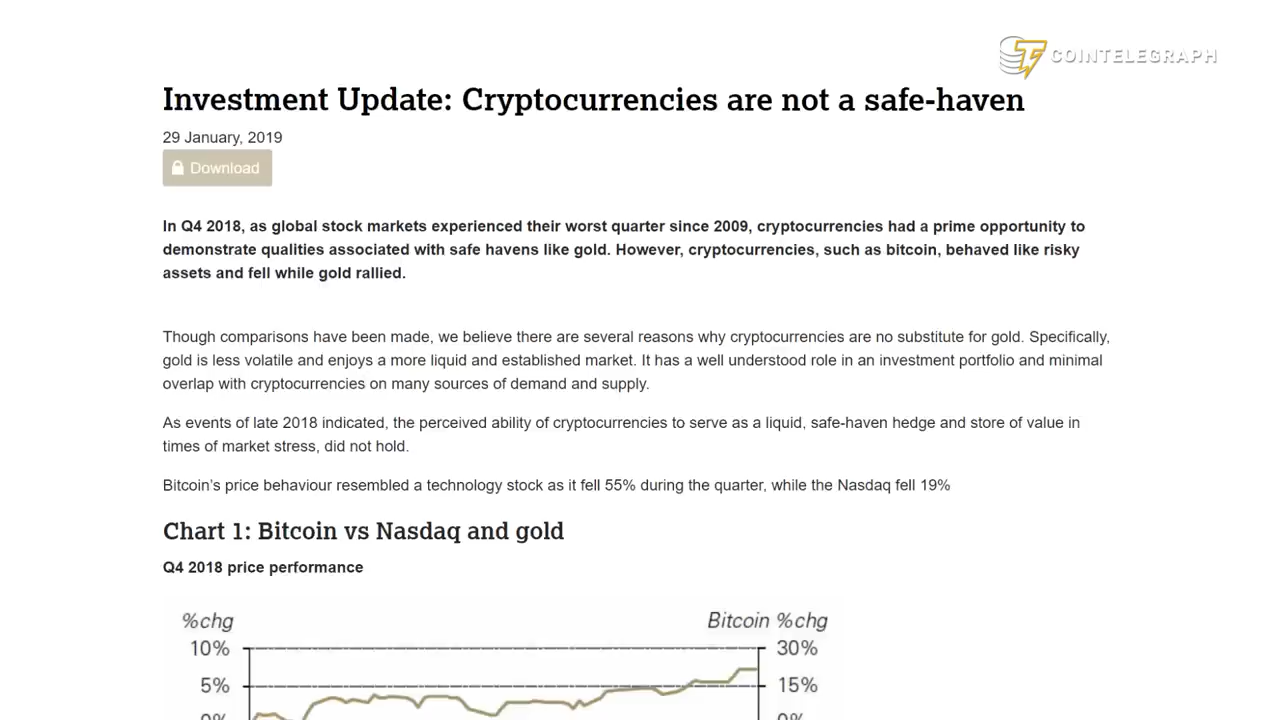 COINTELEGRAPH
Investment Update: Cryptocurrencies are not a safe-haven
29 January, 2019
Download
In Q4 2018, as global stock markets experienced their worst quarter since 2009, cryptocurrencies had a prime opportunity to
demonstrate qualities associated with safe havens like gold. However, cryptocurrencies, such as bitcoin, behaved like risky
assets and fell while gold rallied.
Though comparisons have been made, we believe there are several reasons why cryptocurrencies are no substitute for gold. Specifically,
gold is less volatile and enjoys a more liquid and established market. It has a well understood role in an investment portfolio and minimal
overlap with cryptocurrencies on many sources of demand and supply.
As events of late 2018 indicated, the perceived ability of cryptocurrencies to serve as a liquid, safe-haven hedge and store of value in
times of market stress, did not hold.
Bitcoin’s price behaviour resembled a technology stock as it fell 55% during the quarter, while the Nasdaq fell 19%
Chart 1: Bitcoin vs Nasdaq and gold
Q4 2018 price performance
%chg Bitcoin %chg
10% 30%
5% 15%
0% 0%